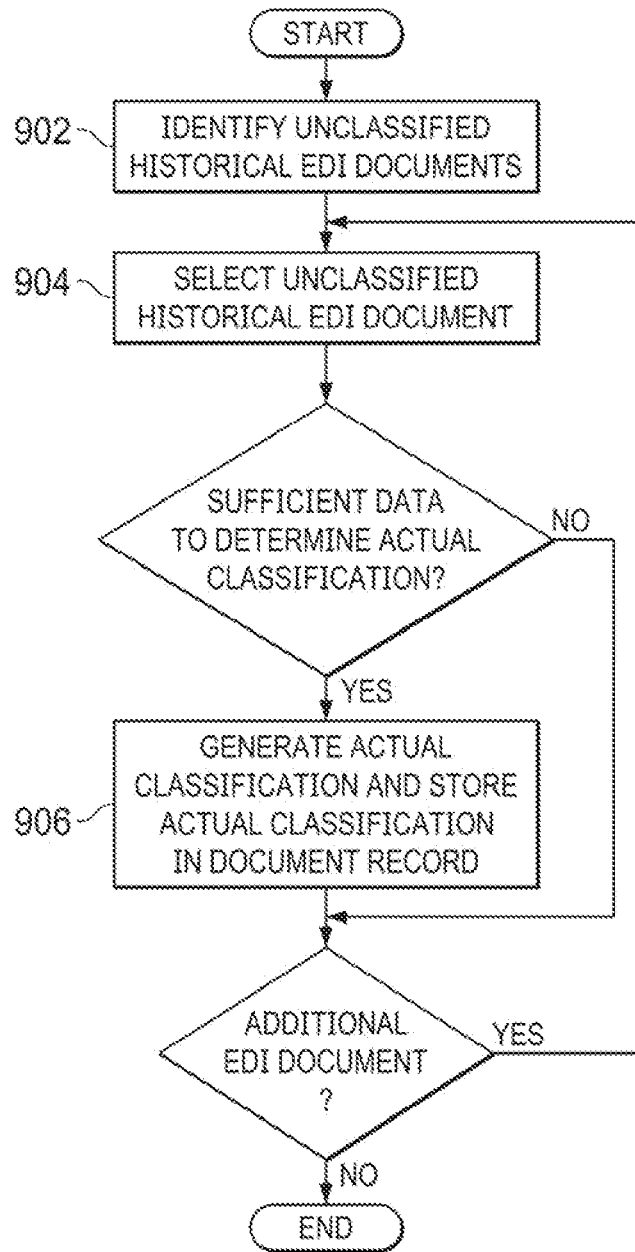 START
902
IDENTIFY UNCLASSIFIED
HISTORICAL EDI DOCUMENTS
904
SELECT UNCLASSIFIED
HISTORICAL EDI DOCUMENT
SUFFICIENT DATA
TO DETERMINE ACTUAL
CLASSIFICATION?
NO
YES
906
GENERATE ACTUAL
CLASSIFICATION AND STORE
ACTUAL CLASSIFICATION
IN DOCUMENT RECORD
ADDITIONAL
EDI DOCUMENT
?
YES
NO
END